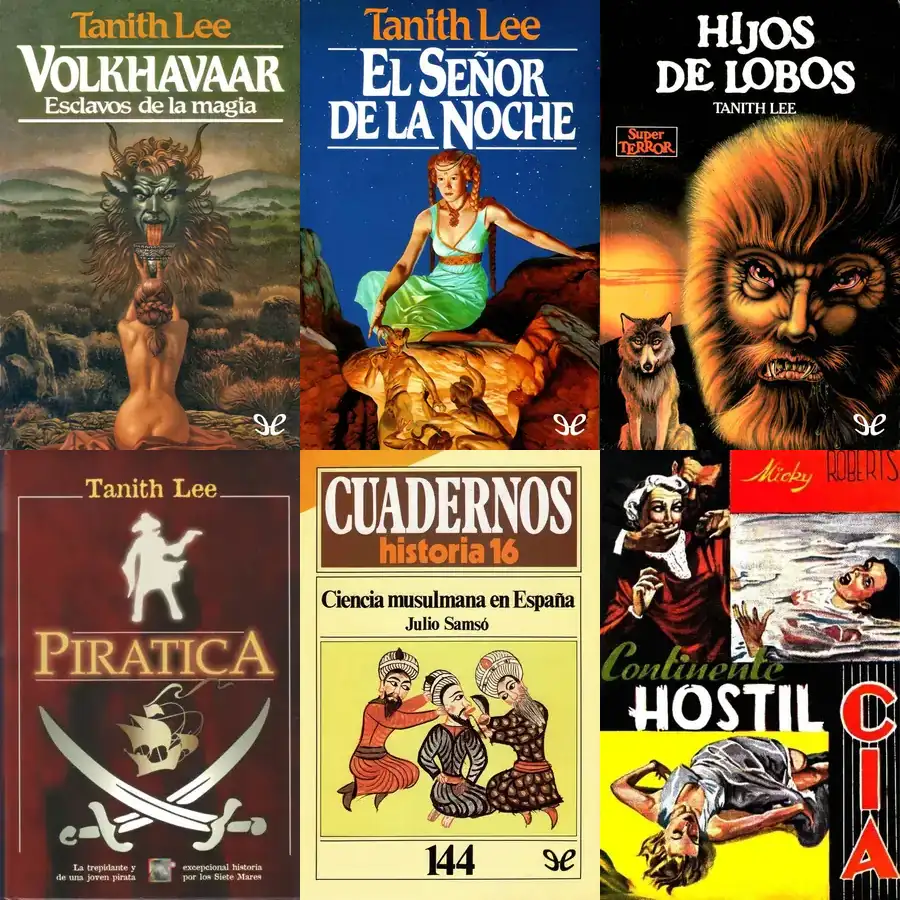 Tanith Lee
VOLKHAVAAR
Esclavos de la magia
Tanith Lee
EL SEÑOR
DE LA NOCHE
HIJOS
DE LOBOS
TANITH LEE
Super
TERROR
Tanith Lee
PIRATICA
La trepidante y excepcional historia
de una joven pirata por los Siete Mares
CUADERNOS
historia 16
Ciencia musulmana en España
Julio Samsó
144
Micky ROBERTS
Continente
HOSTIL
CIA